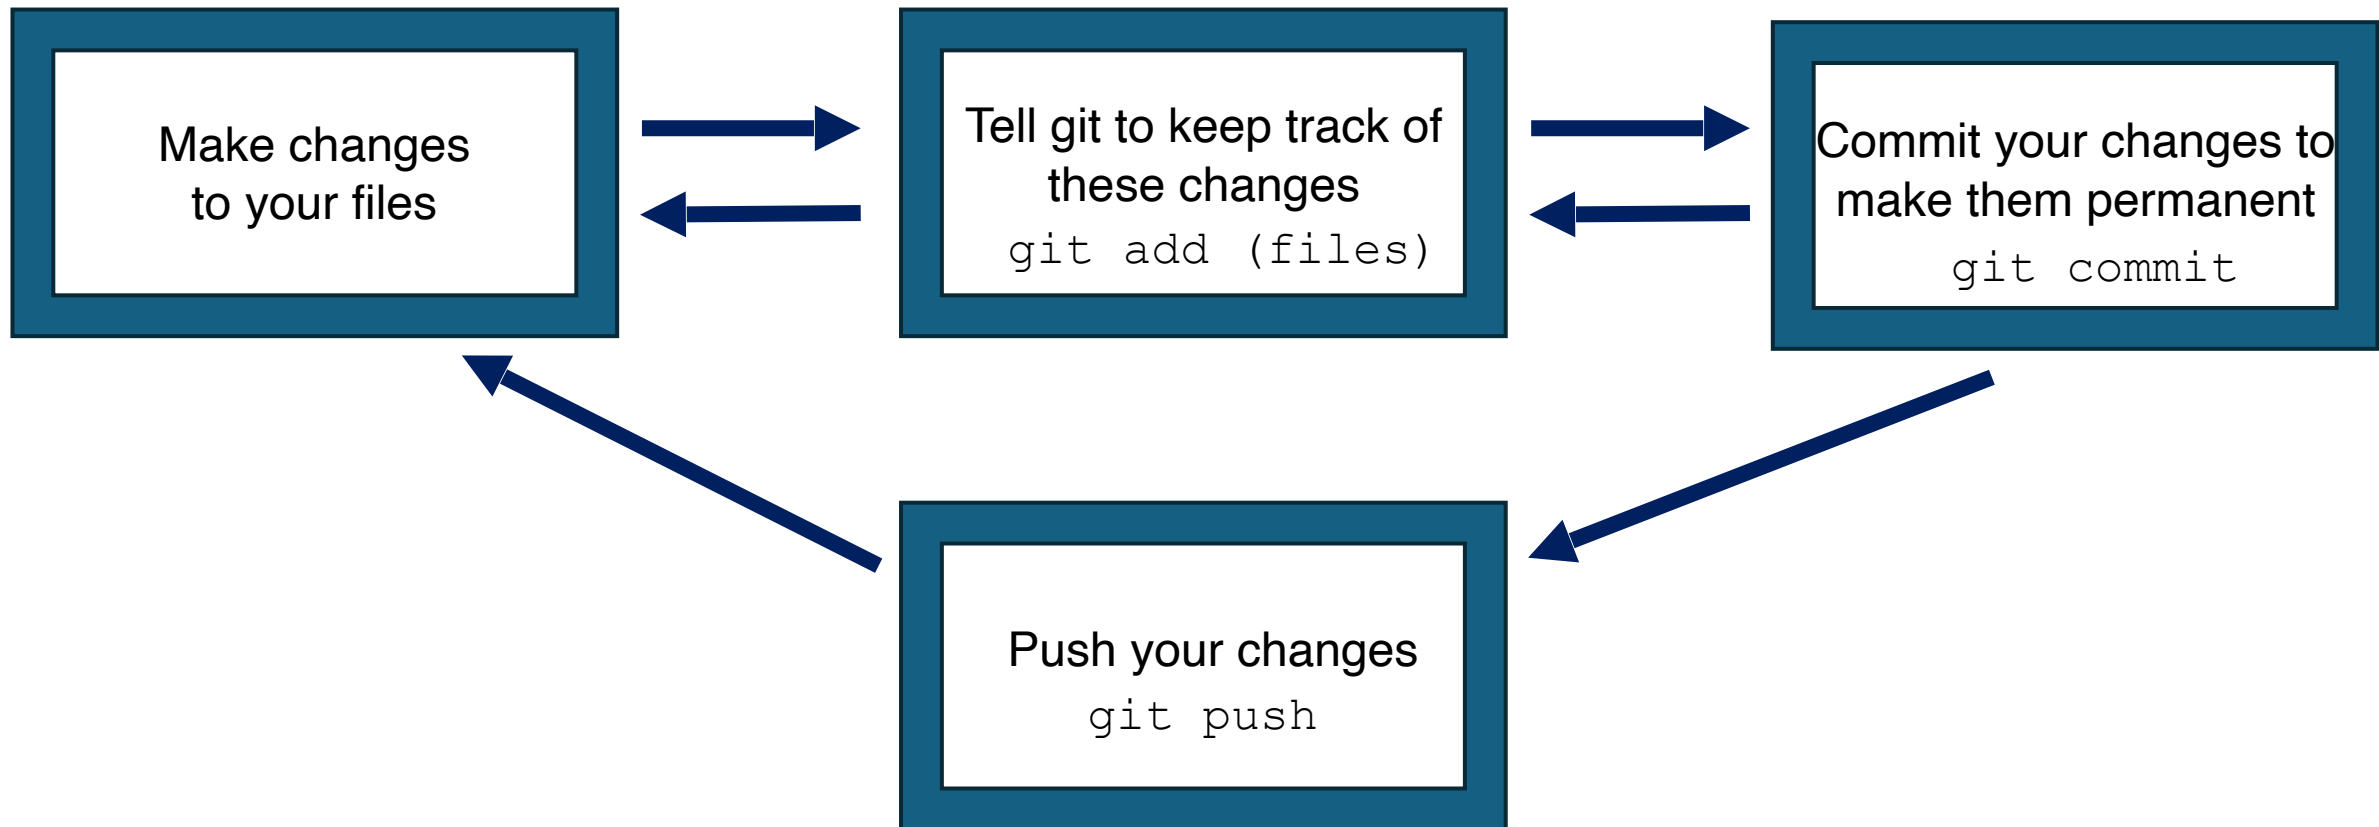 Make changes
to your files
Tell git to keep track of
these changes
git add (files)
Commit your changes to
make them permanent
git commit
Push your changes
git push